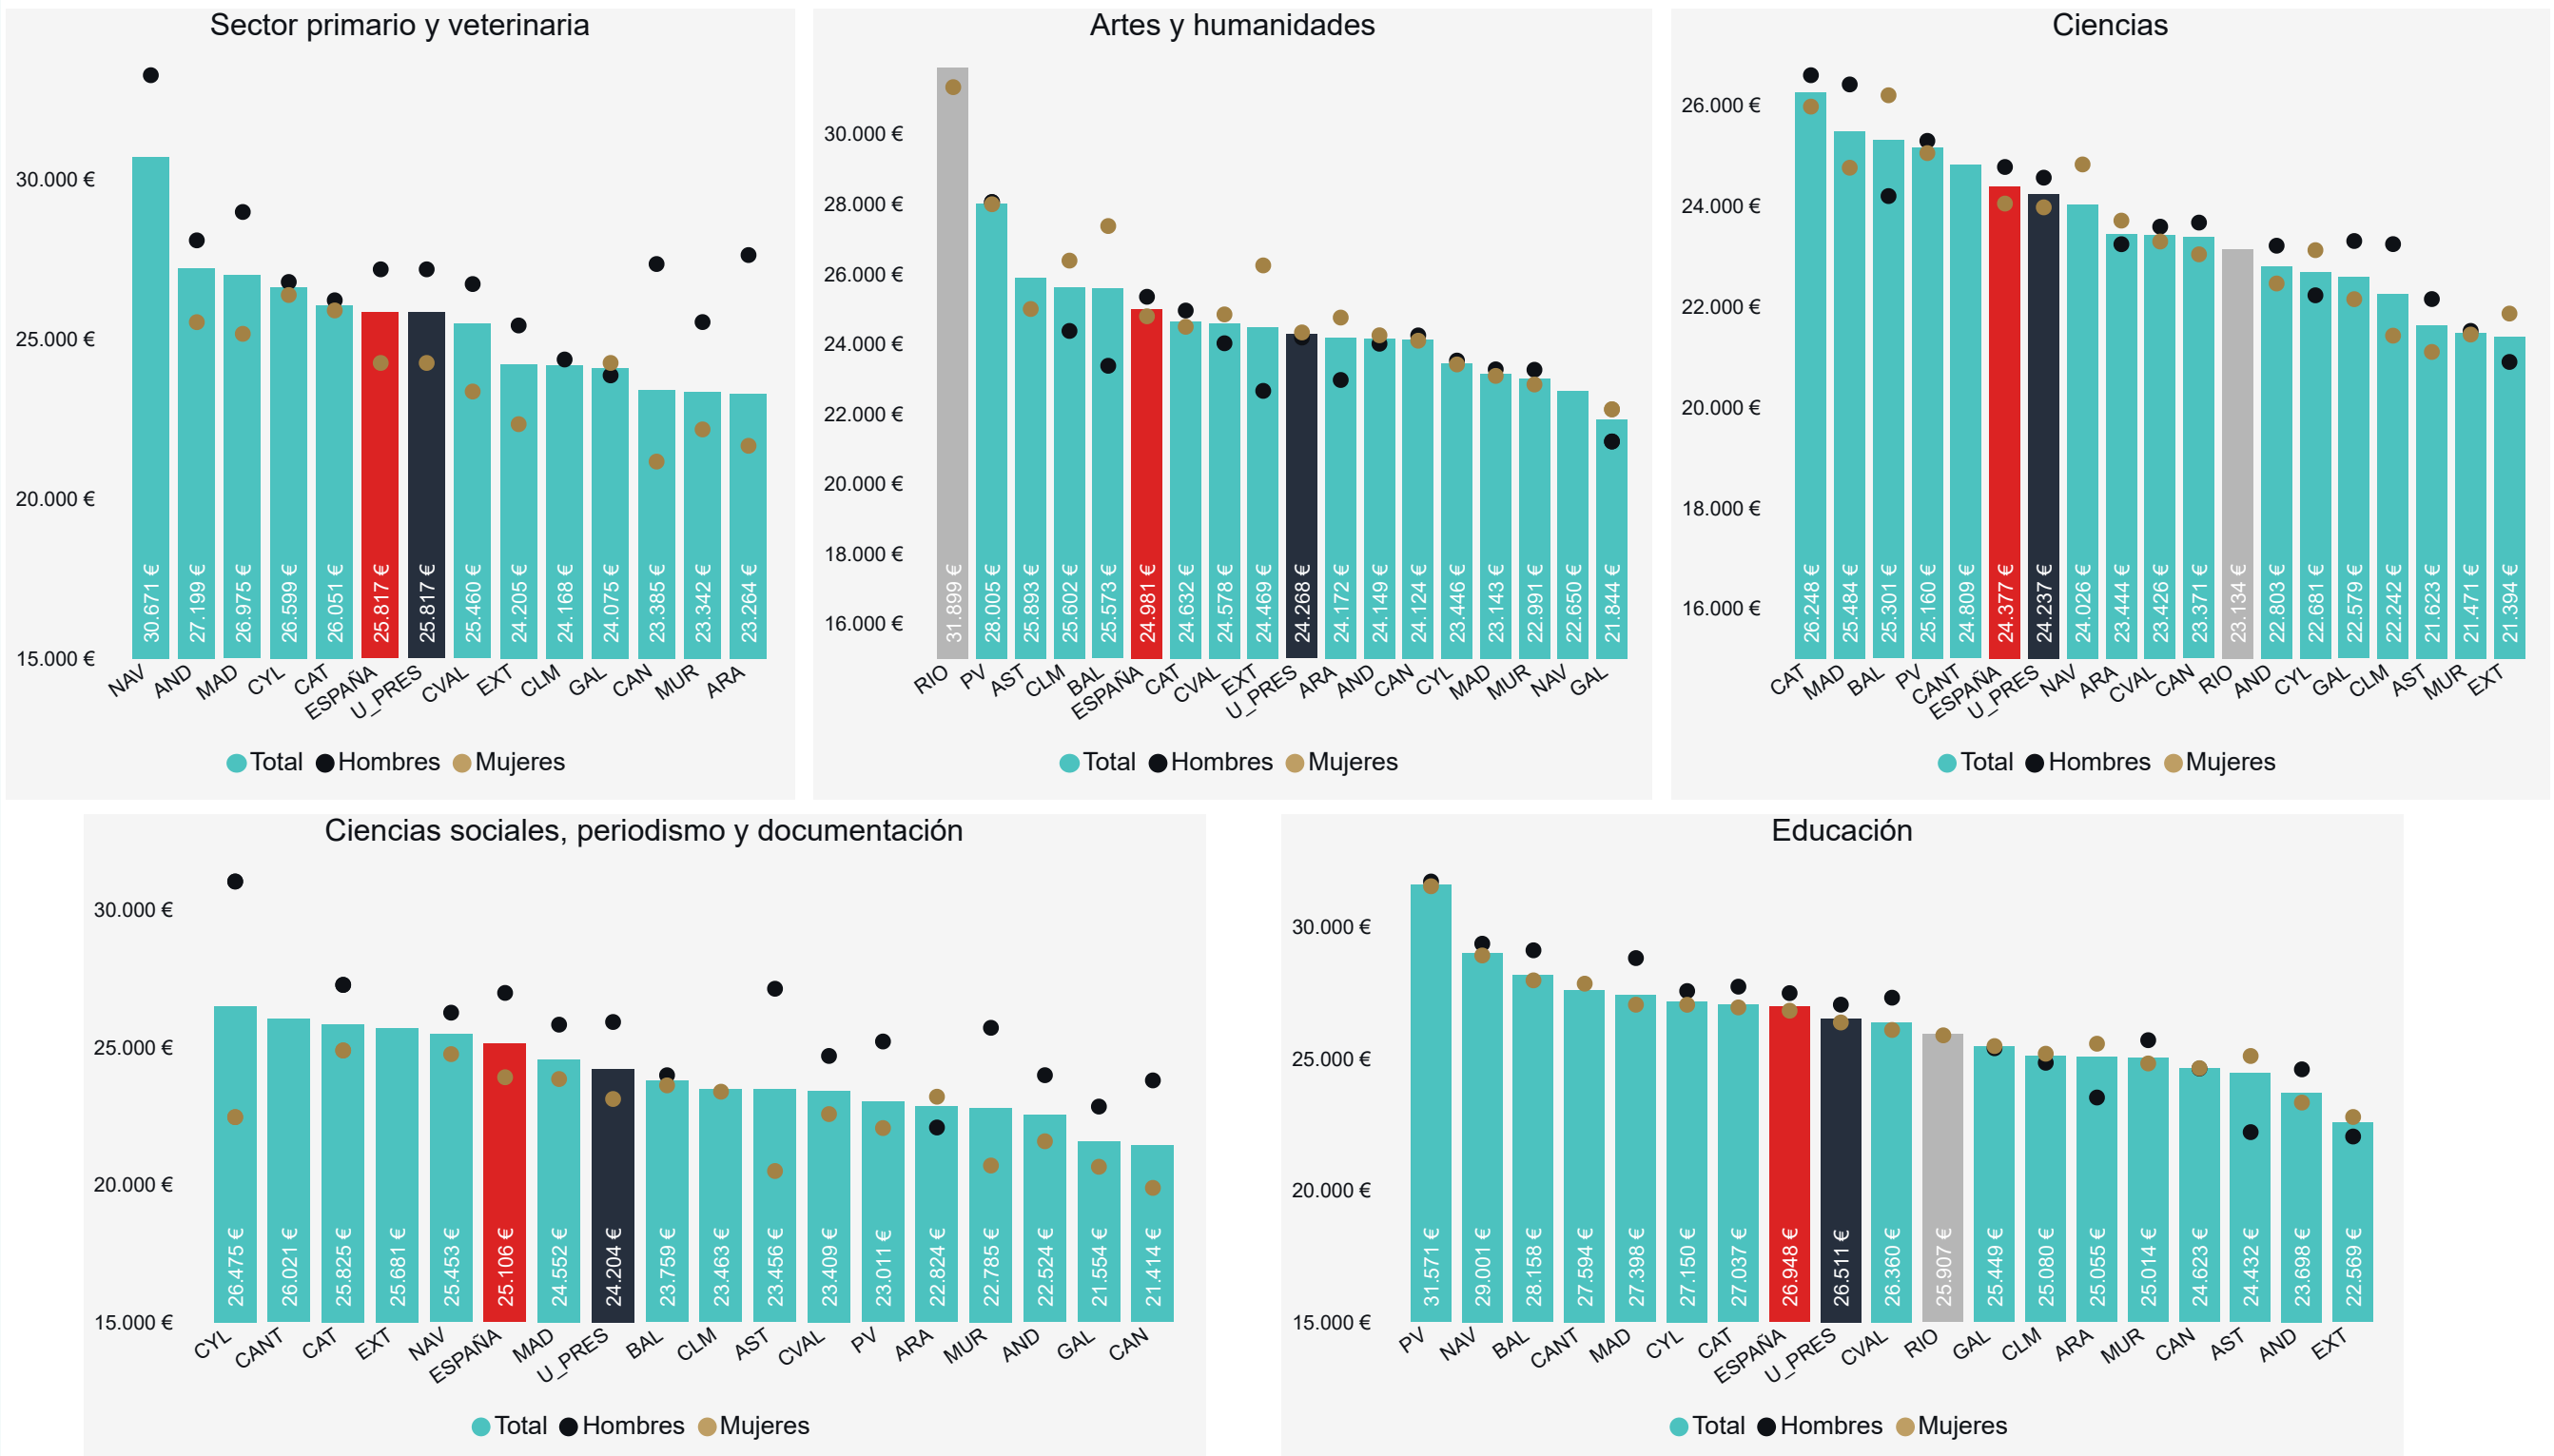 Sector primario y veterinaria
30.000 €
25.000 €
20.000 €
15.000 €
30.671 €
27.199 €
26.975 €
26.599 €
26.051 €
25.817 €
25.817 €
25.460 €
24.205 €
24.168 €
24.075 €
23.385 €
23.342 €
23.264 €
NAV
AND
MAD
CYL
CAT
ESPAÑA
U_PRES
CVAL
EXT
CLM
GAL
CAN
MUR
ARA
Total Hombres Mujeres
Artes y humanidades
30.000 €
28.000 €
26.000 €
24.000 €
22.000 €
20.000 €
18.000 €
16.000 €
31.899 €
28.005 €
25.893 €
25.602 €
25.573 €
24.981 €
24.632 €
24.578 €
24.469 €
24.268 €
24.172 €
24.149 €
24.124 €
23.446 €
23.143 €
22.991 €
22.650 €
21.844 €
RIO
PV
AST
CLM
BAL
ESPAÑA
CAT
CVAL
EXT
U_PRES
ARA
AND
CAN
CYL
MAD
MUR
NAV
GAL
Total Hombres Mujeres
Ciencias
26.000 €
24.000 €
22.000 €
20.000 €
18.000 €
16.000 €
26.248 €
25.484 €
25.301 €
25.160 €
24.809 €
24.377 €
24.237 €
24.026 €
23.444 €
23.426 €
23.371 €
23.134 €
22.803 €
22.681 €
22.579 €
22.242 €
21.623 €
21.471 €
21.394 €
CAT
MAD
BAL
PV
CANT
ESPAÑA
U_PRES
NAV
ARA
CVAL
CAN
RIO
AND
CYL
GAL
CLM
AST
MUR
EXT
Total Hombres Mujeres
Ciencias sociales, periodismo y documentación
30.000 €
25.000 €
20.000 €
15.000 €
26.475 €
26.021 €
25.825 €
25.681 €
25.453 €
25.106 €
24.552 €
24.204 €
23.759 €
23.463 €
23.456 €
23.409 €
23.011 €
22.824 €
22.785 €
22.524 €
21.554 €
21.414 €
CYL
CANT
CAT
EXT
NAV
ESPAÑA
MAD
U_PRES
BAL
CLM
AST
CVAL
PV
ARA
MUR
AND
GAL
CAN
Total Hombres Mujeres
Educación
30.000 €
25.000 €
20.000 €
15.000 €
31.571 €
29.001 €
28.158 €
27.594 €
27.398 €
27.150 €
27.037 €
26.948 €
26.511 €
26.360 €
25.907 €
25.449 €
25.080 €
25.055 €
25.014 €
24.623 €
24.432 €
23.698 €
22.569 €
PV
NAV
BAL
CANT
MAD
CYL
CAT
ESPAÑA
U_PRES
CVAL
RIO
GAL
CLM
ARA
MUR
CAN
AST
AND
EXT
Total Hombres Mujeres